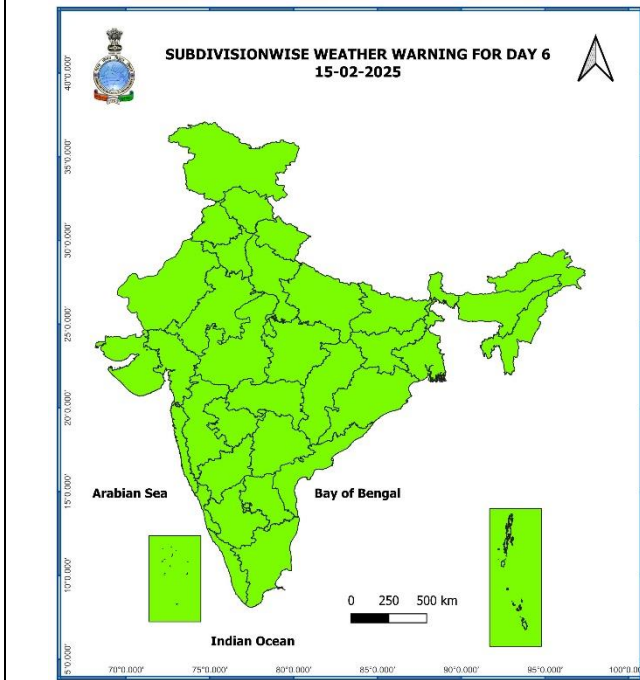 SUBDIVISIONWISE WEATHER WARNING FOR DAY 6
15-02-2025
40°0.000'
35°0.000'
30°0.000'
25°0.000'
20°0.000'
15°0.000'
10°0.000'
5°0.000'
Arabian Sea
Bay of Bengal
0 250 500 km
Indian Ocean
70°0.000' 75°0.000' 80°0.000' 85°0.000' 90°0.000' 95°0.000' 100°0.0